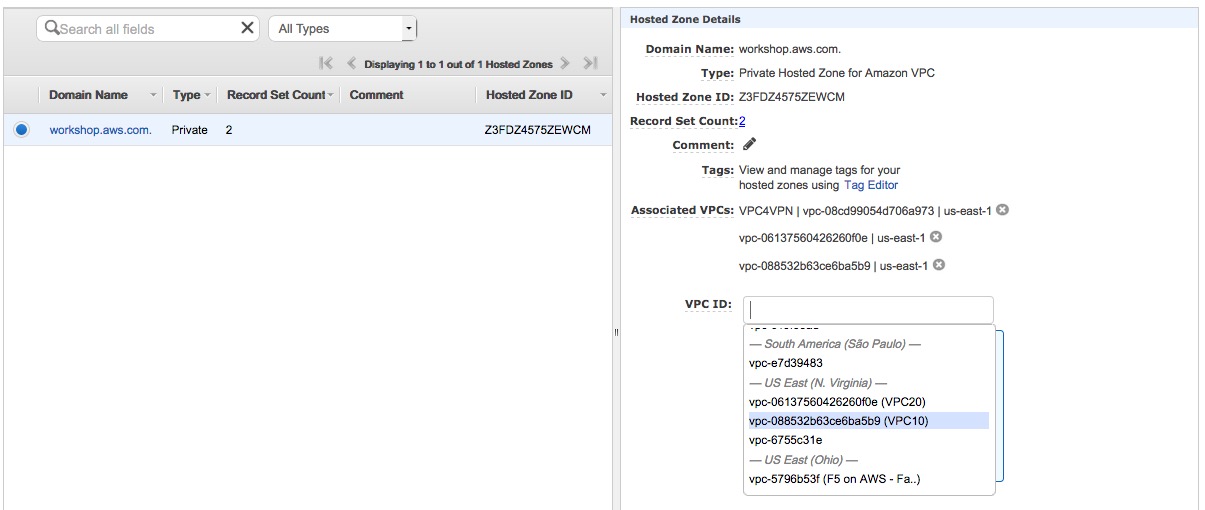 Search all fields
All Types
Displaying 1 to 1 out of 1 Hosted Zones
Domain Name Type Record Set Count Comment Hosted Zone ID
workshop.aws.com. Private 2 Z3FDZ4575ZEWCM
Hosted Zone Details
Domain Name: workshop.aws.com.
Type: Private Hosted Zone for Amazon VPC
Hosted Zone ID: Z3FDZ4575ZEWCM
Record Set Count: 2
Comment:
Tags: View and manage tags for your
hosted zones using Tag Editor
Associated VPCs: VPC4VPN | vpc-08cd99054d706a973 | us-east-1
vpc-06137560426260f0e | us-east-1
vpc-088532b63ce6ba5b9 | us-east-1
VPC ID:
— South America (São Paulo) —
vpc-e7d39483
— US East (N. Virginia) —
vpc-06137560426260f0e (VPC20)
vpc-088532b63ce6ba5b9 (VPC10)
vpc-6755c31e
— US East (Ohio) —
vpc-5796b53f (F5 on AWS - Fa..)